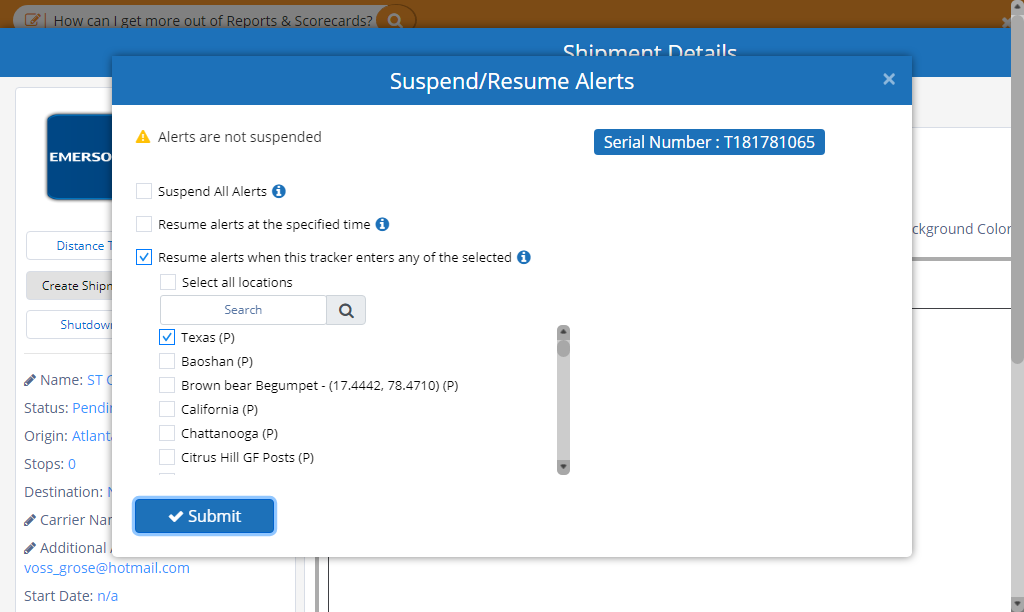 How can I get more out of Reports & Scorecards?
Shipment Details
Suspend/Resume Alerts
×
Alerts are not suspended
Serial Number : T181781065
EMERSO
Suspend All Alerts
Resume alerts at the specified time
ckground Color
Distance T
Resume alerts when this tracker enters any of the selected
Create Shipm
Select all locations
Search
Shutdow
Texas (P)
Baoshan (P)
Name: ST
Brown bear Begumpet - (17.4442, 78.4710) (P)
Status: Pendi
California (P)
Origin: Atlant
Chattanooga (P)
Stops: 0
Citrus Hill GF Posts (P)
Destination:
Carrier Nar
Submit
Additional
voss_grose@hotmail.com
Start Date: n/a